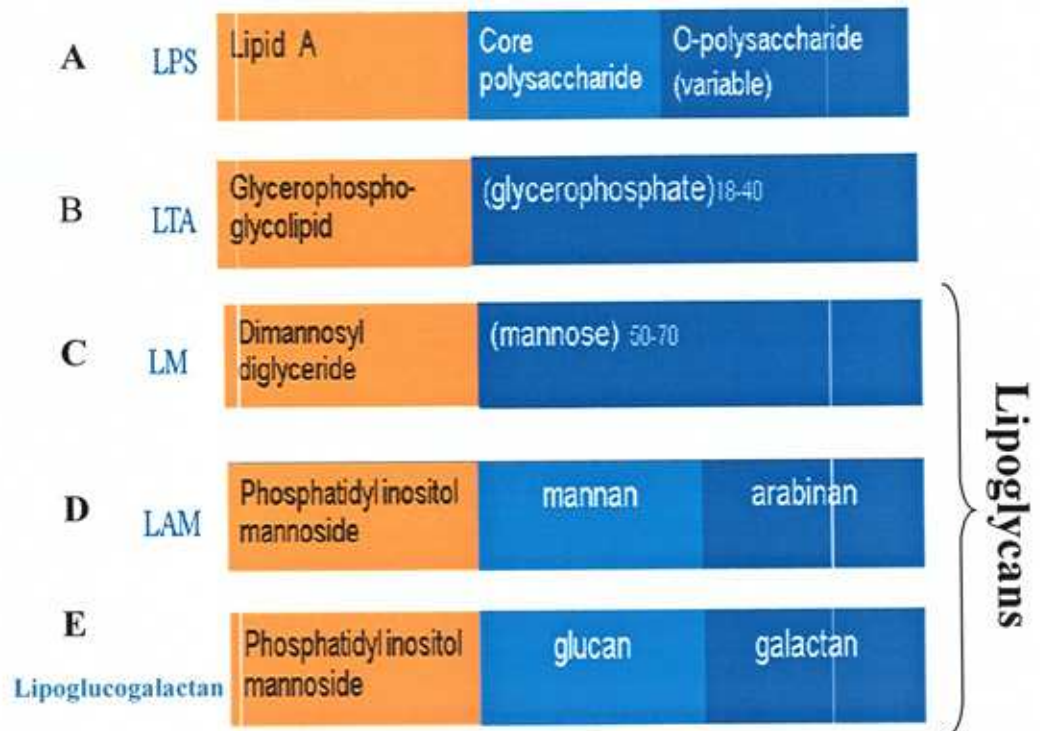 A
LPS
Lipid A
Core
polysaccharide
O-polysaccharide
(variable)
B
LTA
Glycerophospho-
glycolipid
(glycerophosphate)18-40
C
LM
Dimannosyl
diglyceride
(mannose) 50-70
D
LAM
Phosphatidyl inositol
mannoside
mannan
arabinan
E
Lipoglucogalactan
Phosphatidyl inositol
mannoside
glucan
galactan
Lipoglycans